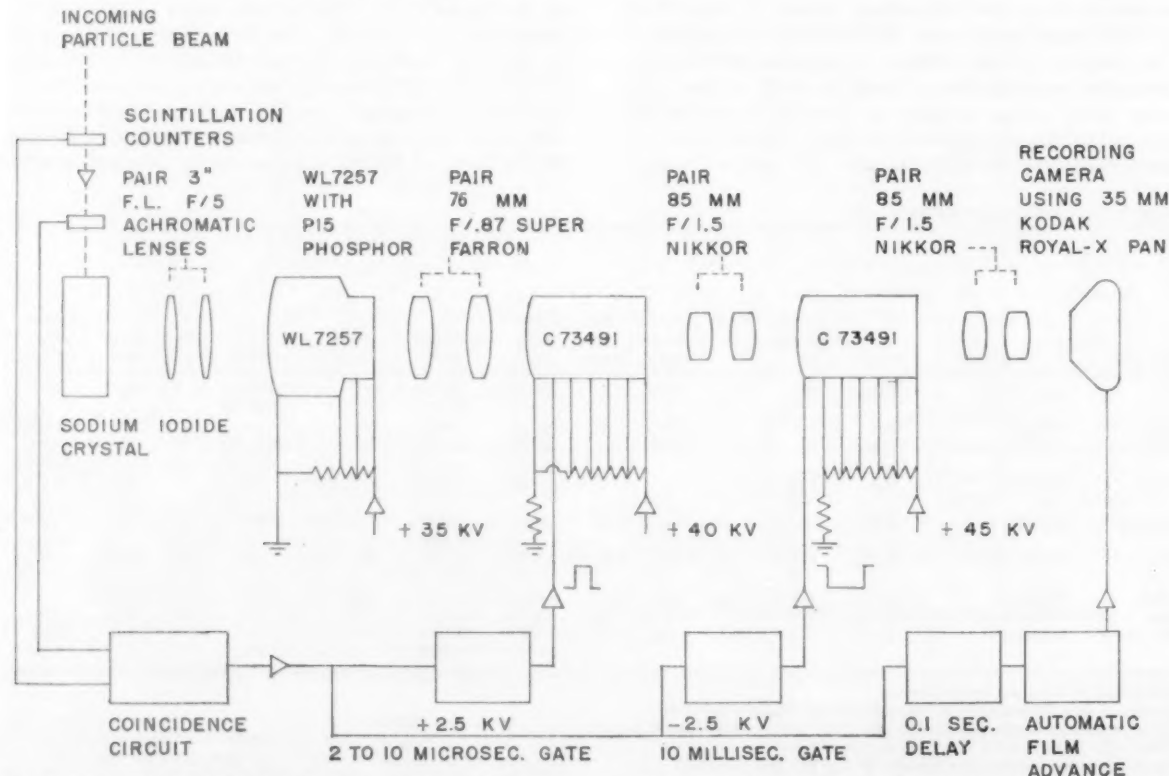 INCOMING
PARTICLE BEAM
SCINTILLATION
COUNTERS
PAIR 3"
F.L. F/5
ACHROMATIC
LENSES
WL7257
WITH
P15
PHOSPHOR
PAIR
76 MM
F/.87 SUPER
FARRON
PAIR
85 MM
F/1.5
NIKKOR
PAIR
85 MM
F/1.5
NIKKOR
RECORDING
CAMERA
USING 35 MM
KODAK
ROYAL-X PAN
WL7257
C73491
C73491
SODIUM IODIDE
CRYSTAL
+ 35 KV
+ 40 KV
+ 45 KV
COINCIDENCE
CIRCUIT
+2.5 KV
2 TO 10 MICROSEC. GATE
-2.5 KV
10 MILLISEC. GATE
0.1 SEC.
DELAY
AUTOMATIC
FILM
ADVANCE